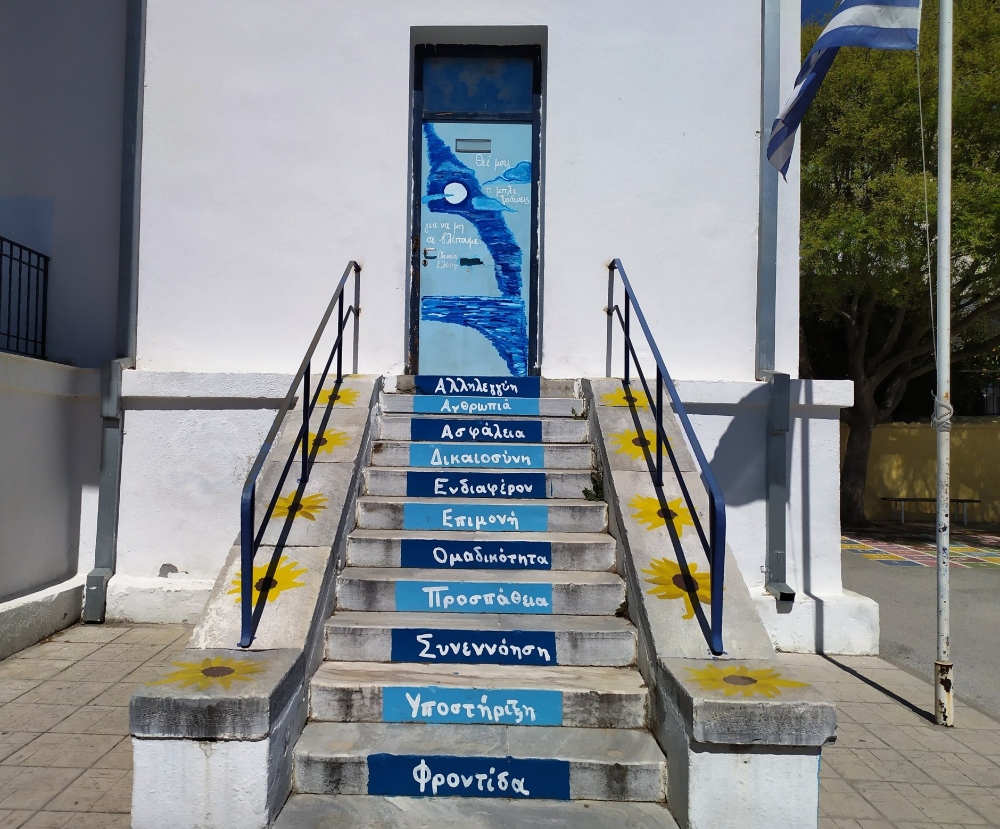 Θεέ μου
τι μπλε
ξοδεύεις
για να μη
σε βλέπουμε.
Οδυσσέας
Ελύτης
Αλληλεγγύη
Ανθρωπιά
Ασφάλεια
Δικαιοσύνη
Ενδιαφέρον
Επιμονή
Ομαδικότητα
Προσπάθεια
Συνεννόηση
Υποστήριξη
Φροντίδα